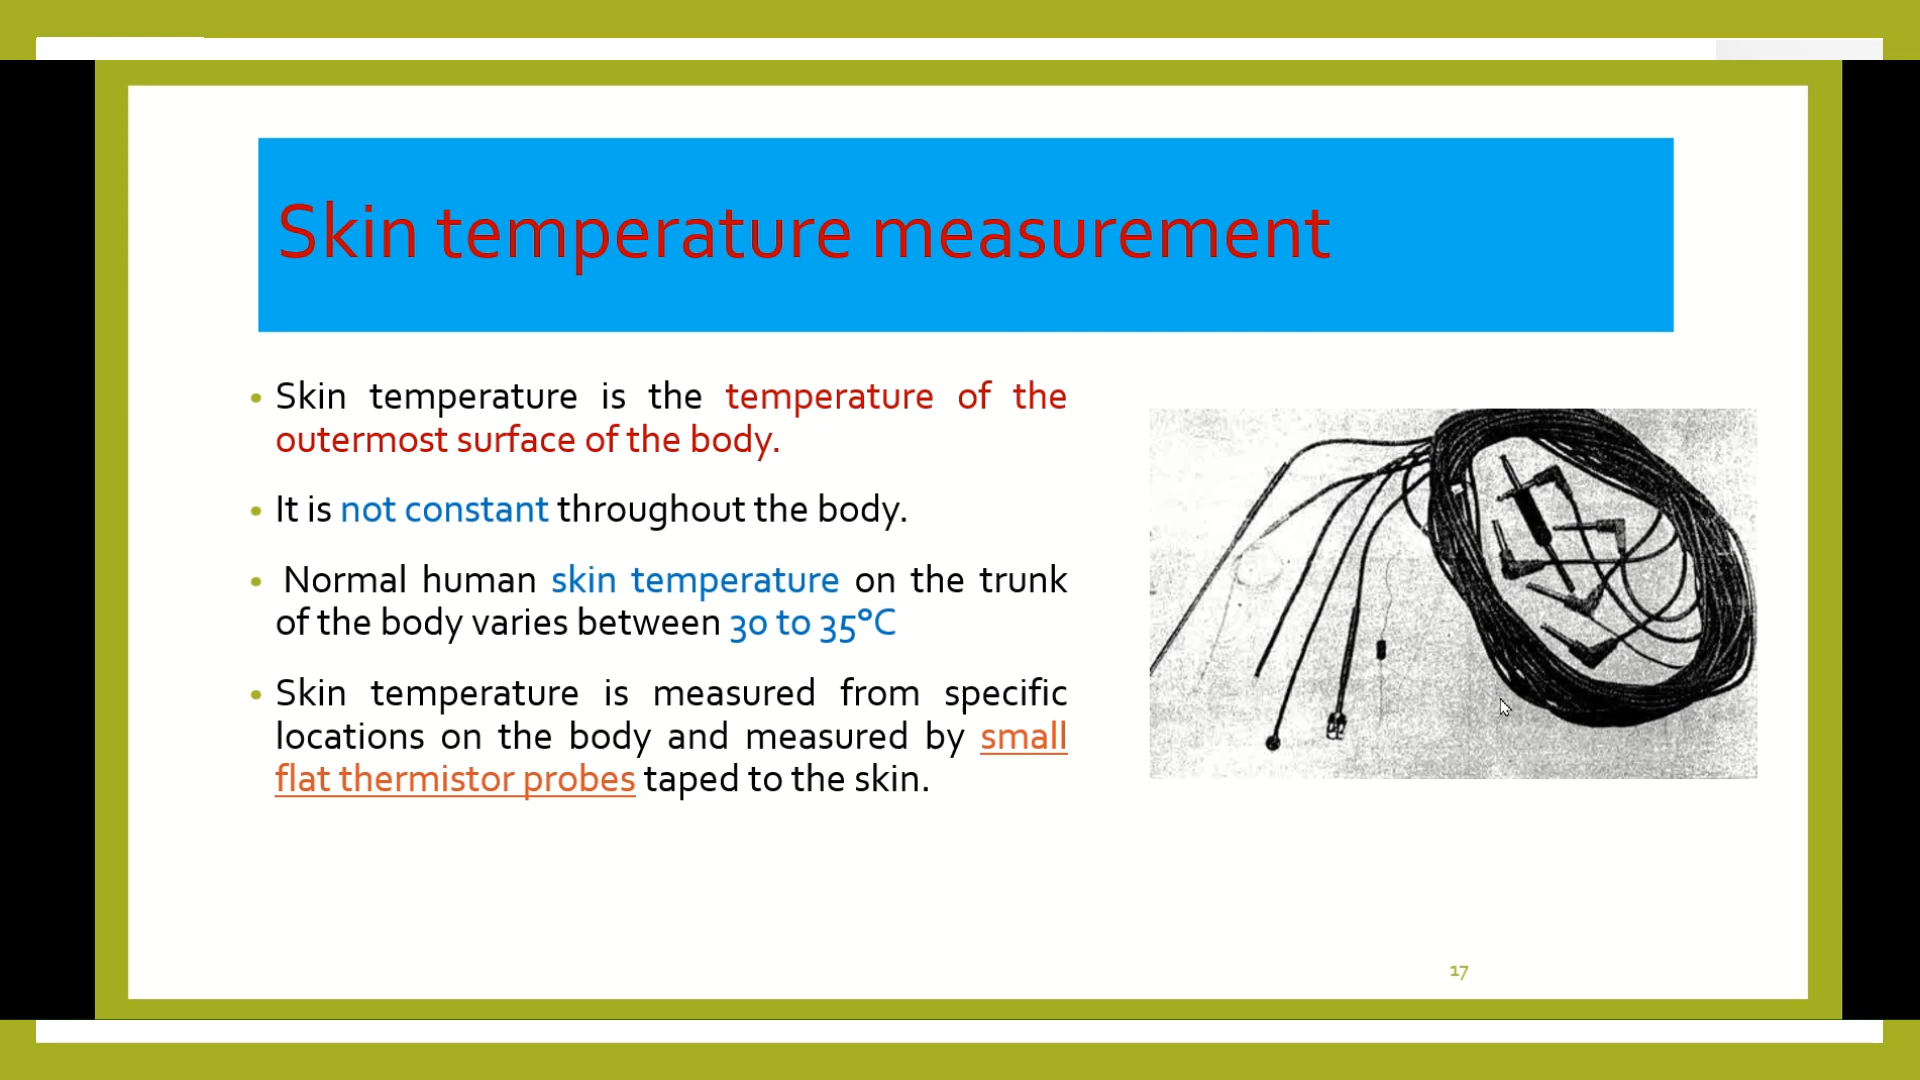 Skin temperature measurement
• Skin temperature is the temperature of the
outermost surface of the body.
• It is not constant throughout the body.
• Normal human skin temperature on the trunk
of the body varies between 30 to 35°C
• Skin temperature is measured from specific
locations on the body and measured by small
flat thermistor probes taped to the skin.
17